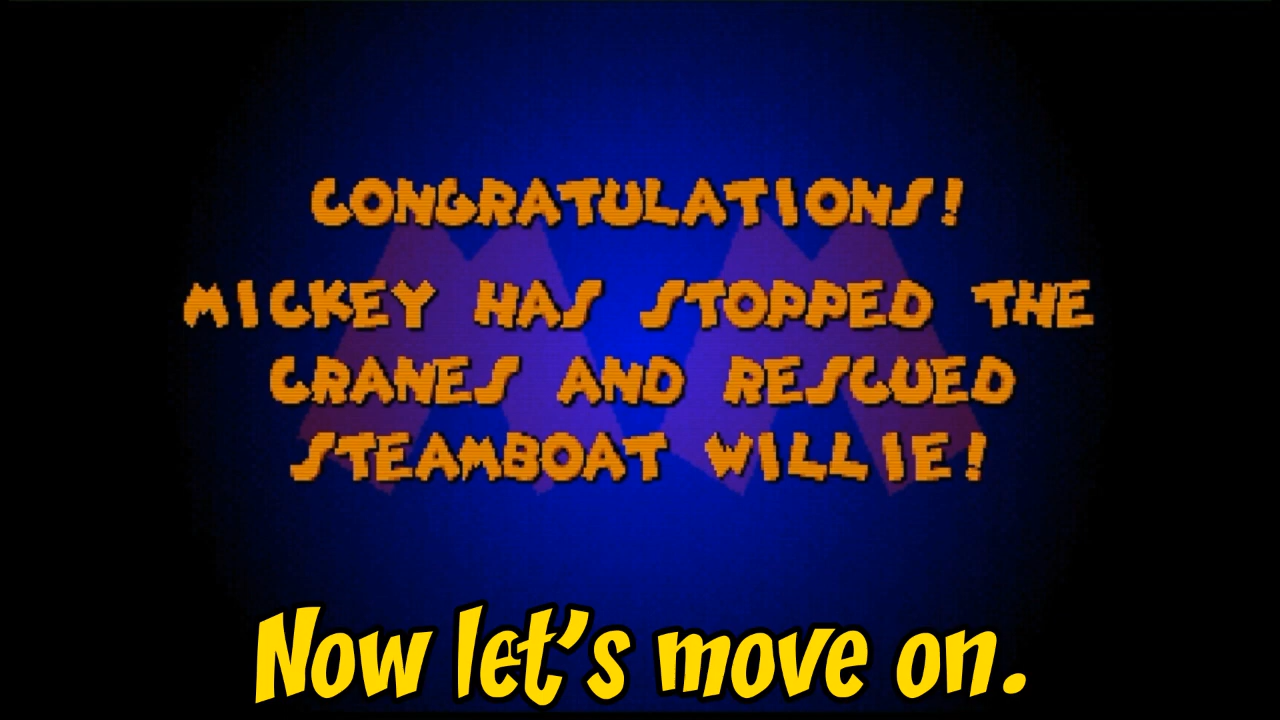 CONGRATULATIONS!
MICKEY HAS STOPPED THE
CRANES AND RESCUED
STEAMBOAT WILLIE!
Now let's move on.